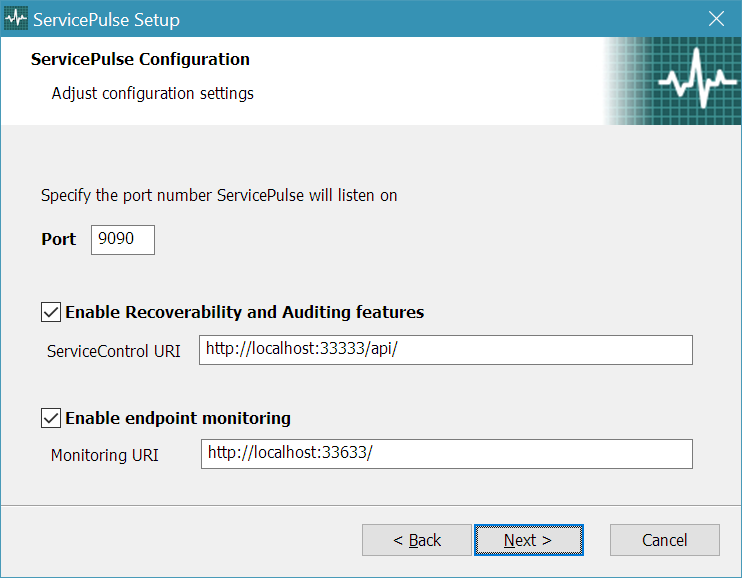 ServicePulse Setup
ServicePulse Configuration
Adjust configuration settings
Specify the port number ServicePulse will listen on
Port 9090
Enable Recoverability and Auditing features
ServiceControl URI http://localhost:33333/api/
Enable endpoint monitoring
Monitoring URI http://localhost:33633/
< Back Next > Cancel